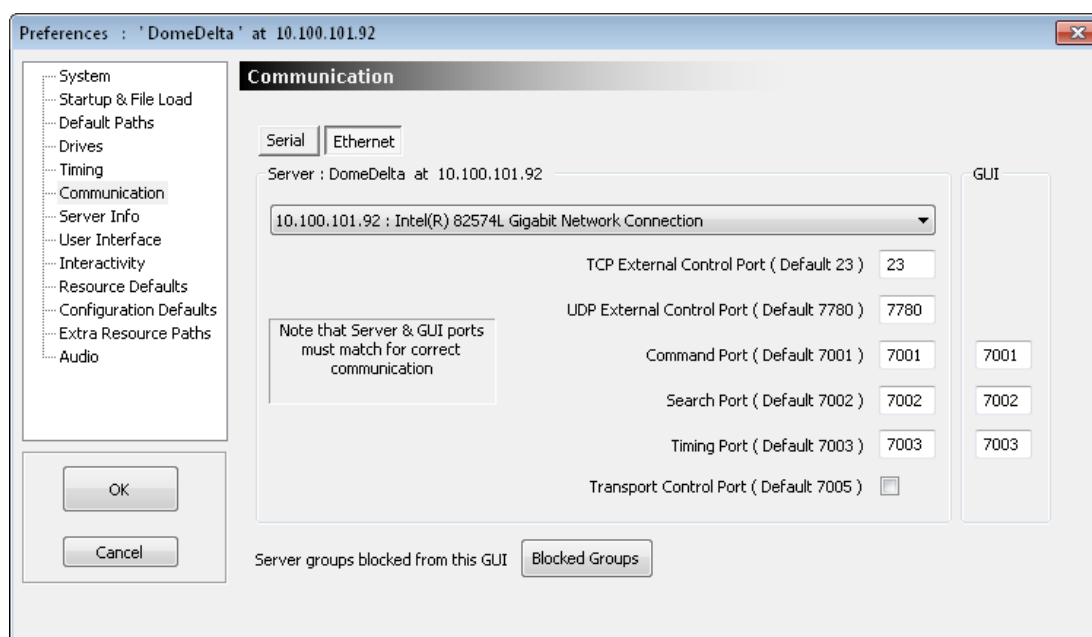 Preferences : 'DomeDelta' at 10.100.101.92
System
Startup & File Load
Default Paths
Drives
Timing
Communication
Server Info
User Interface
Interactivity
Resource Defaults
Configuration Defaults
Extra Resource Paths
Audio
OK
Cancel
Communication
Serial
Ethernet
Server : DomeDelta at 10.100.101.92
GUI
10.100.101.92 : Intel(R) 82574L Gigabit Network Connection
TCP External Control Port ( Default 23 ) 23
UDP External Control Port ( Default 7780 ) 7780
Note that Server & GUI ports
must match for correct
communication
Command Port ( Default 7001 ) 7001 7001
Search Port ( Default 7002 ) 7002 7002
Timing Port ( Default 7003 ) 7003 7003
Transport Control Port ( Default 7005 )
Server groups blocked from this GUI Blocked Groups